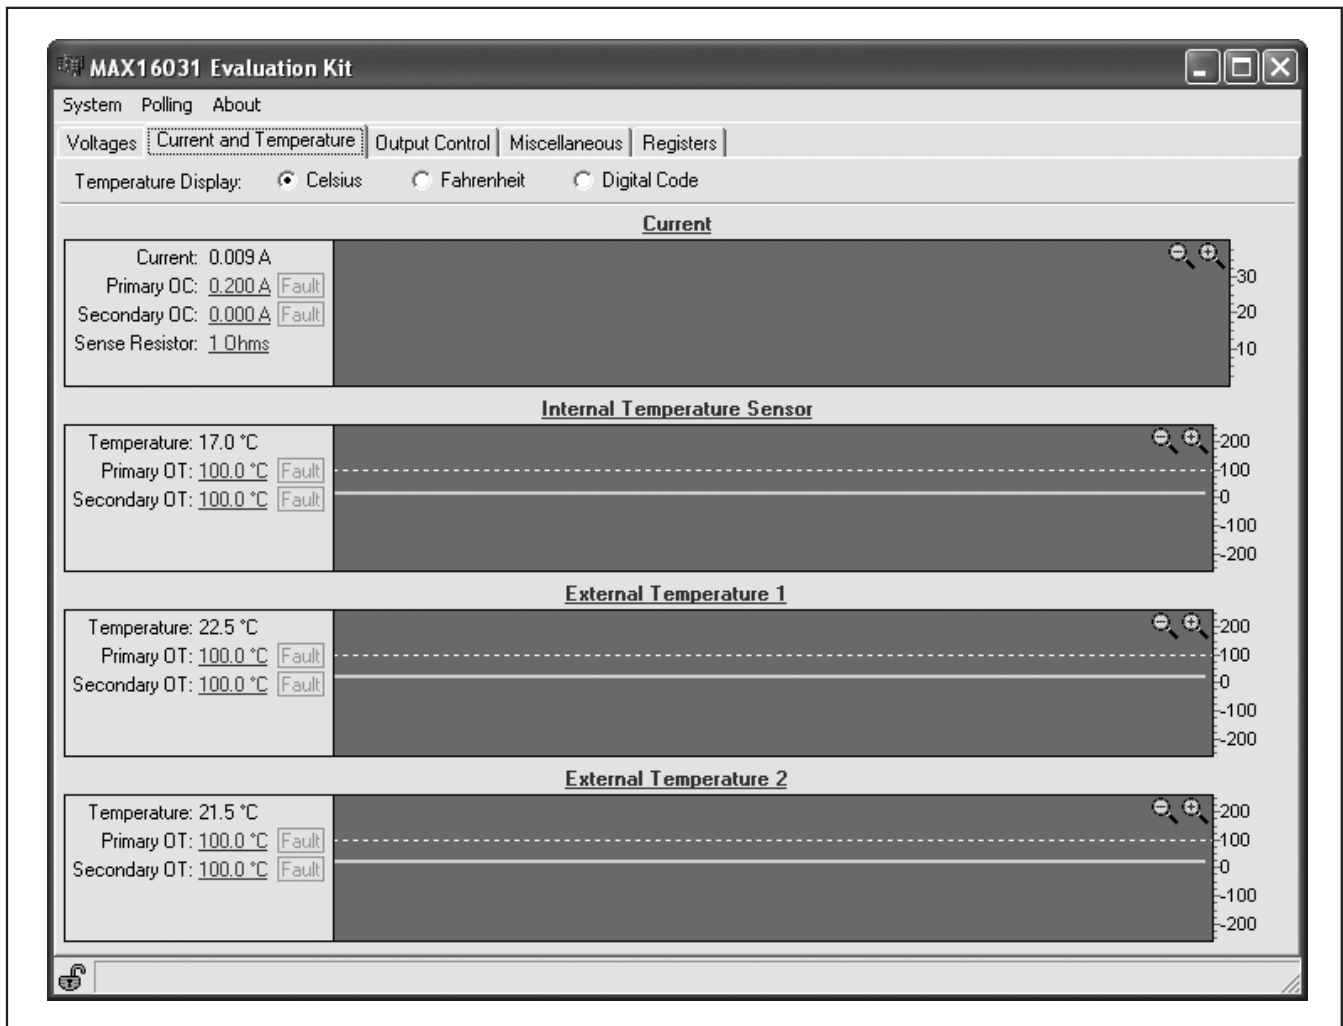 MAX16031 Evaluation Kit
System Polling About
Voltages Current and Temperature Output Control Miscellaneous Registers
Temperature Display: Celsius Fahrenheit Digital Code
Current
Current: 0.009 A
Primary OC: 0.200 A Fault
Secondary OC: 0.000 A Fault
Sense Resistor: 1 Ohms
30
20
10
Internal Temperature Sensor
Temperature: 17.0 °C
Primary OT: 100.0 °C Fault
Secondary OT: 100.0 °C Fault
200
100
0
-100
-200
External Temperature 1
Temperature: 22.5 °C
Primary OT: 100.0 °C Fault
Secondary OT: 100.0 °C Fault
200
100
0
-100
-200
External Temperature 2
Temperature: 21.5 °C
Primary OT: 100.0 °C Fault
Secondary OT: 100.0 °C Fault
200
100
0
-100
-200